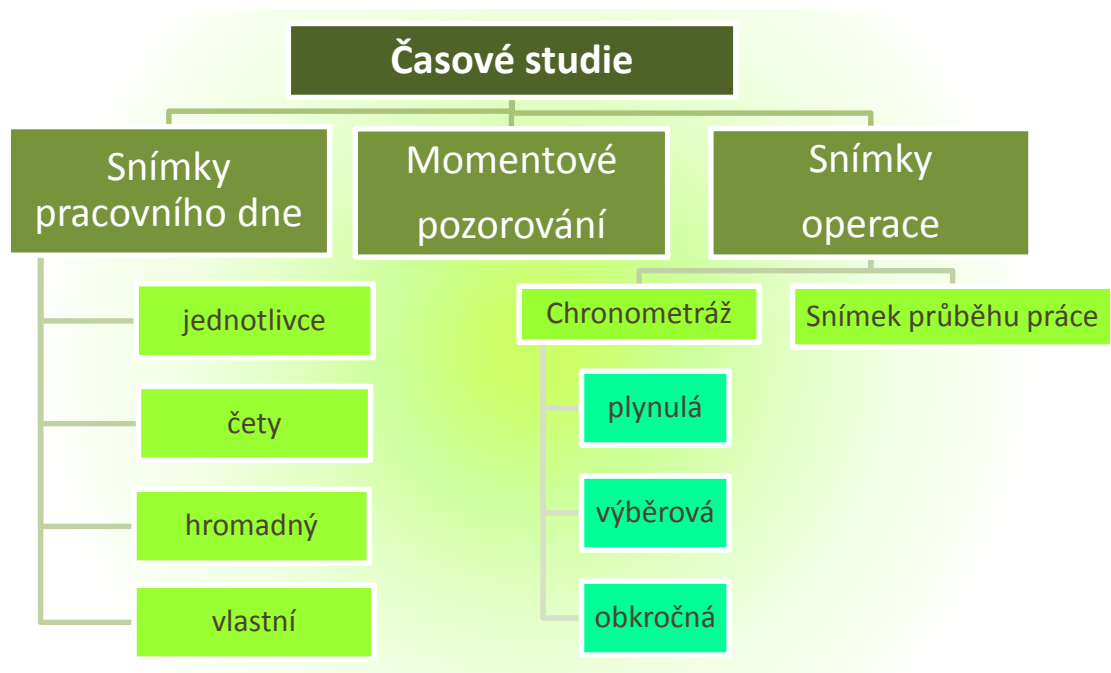 Časové studie
Snímky
pracovního dne
Momentové
pozorování
Snímky
operace
jednotlivce
čety
hromadný
vlastní
Chronometráž
Snímek průběhu práce
plynulá
výběrová
obkročná